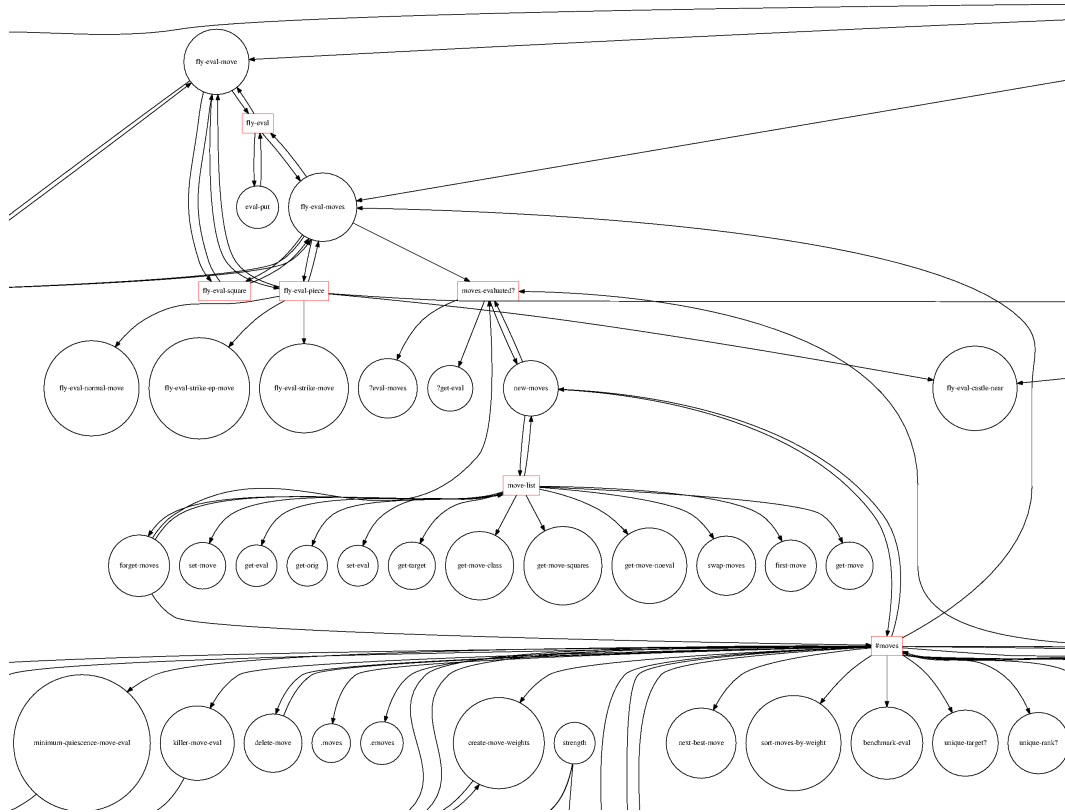 fly-eval-move
fly-eval
eval-put
fly-eval-moves
fly-eval-square
fly-eval-piece
moves-evaluated?
fly-eval-normal-move
fly-eval-strike-ep-move
fly-eval-strike-move
?eval-moves
?get-eval
new-moves
fly-eval-castle-near
move-list
forget-moves
set-move
get-eval
get-orig
set-eval
get-target
get-move-class
get-move-squares
get-move-noeval
swap-moves
first-move
get-move
#moves
minimum-quiescence-move-eval
killer-move-eval
delete-move
.moves
.emoves
create-move-weights
strength
next-best-move
sort-moves-by-weight
benchmark-eval
unique-target?
unique-rank?